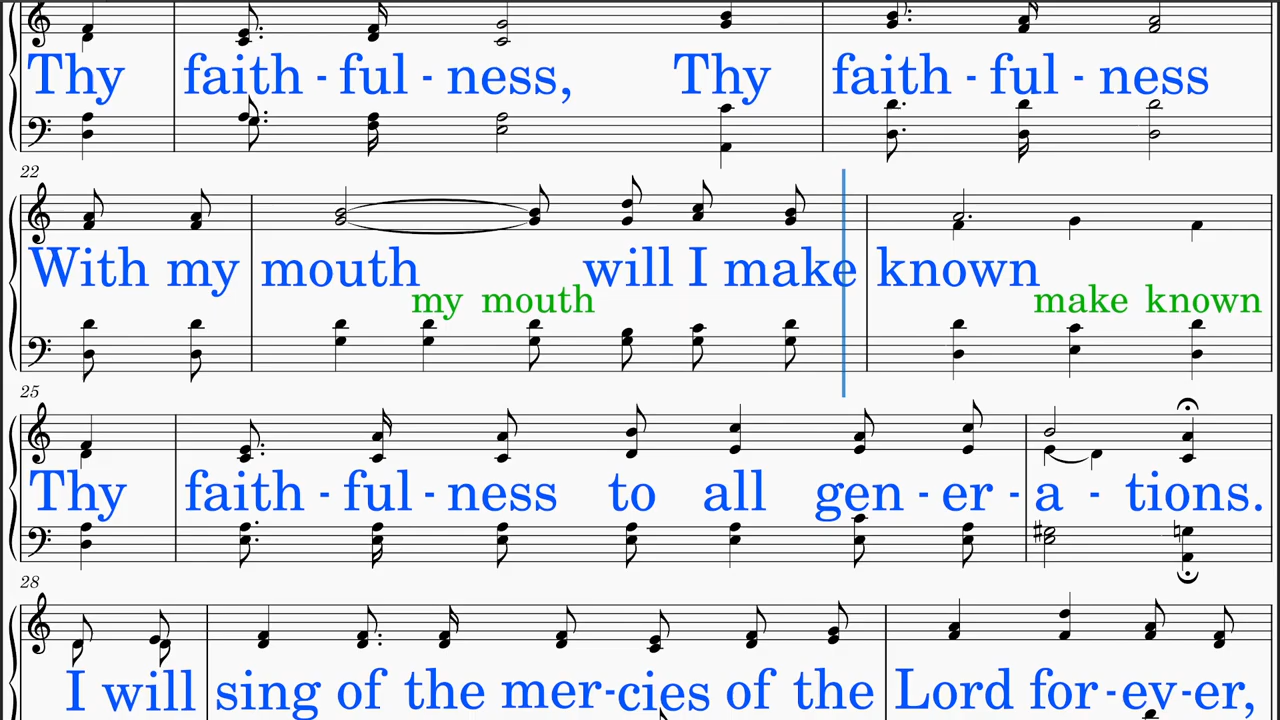 Thy faith - ful - ness, Thy faith - ful - ness
22
With my mouth will I make known
my mouth make known
25
Thy faith - ful - ness to all gen - er - a - tions.
28
I will sing of the mer-cies of the Lord for-ev-er,